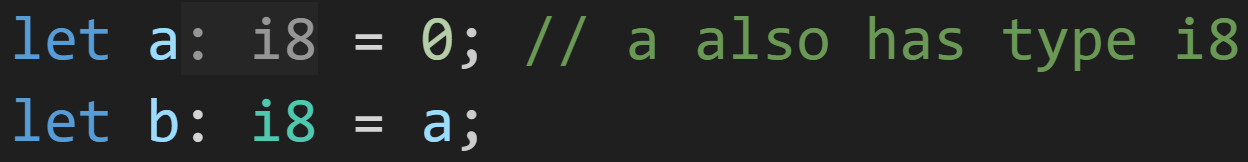 let a: i8 = 0; // a also has type i8
let b: i8 = a;